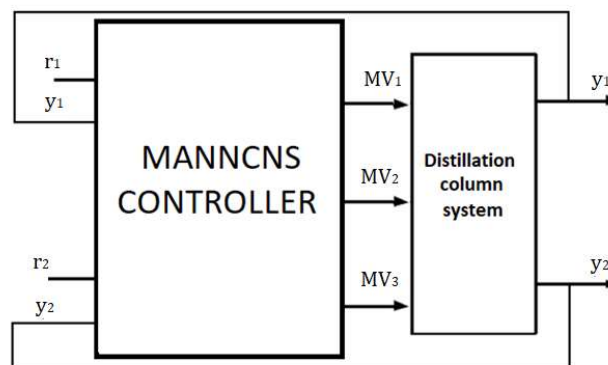 r1
y1
MANNCNS
CONTROLLER
r2
y2
MV1
MV2
MV3
Distillation
column
system
y1
y2